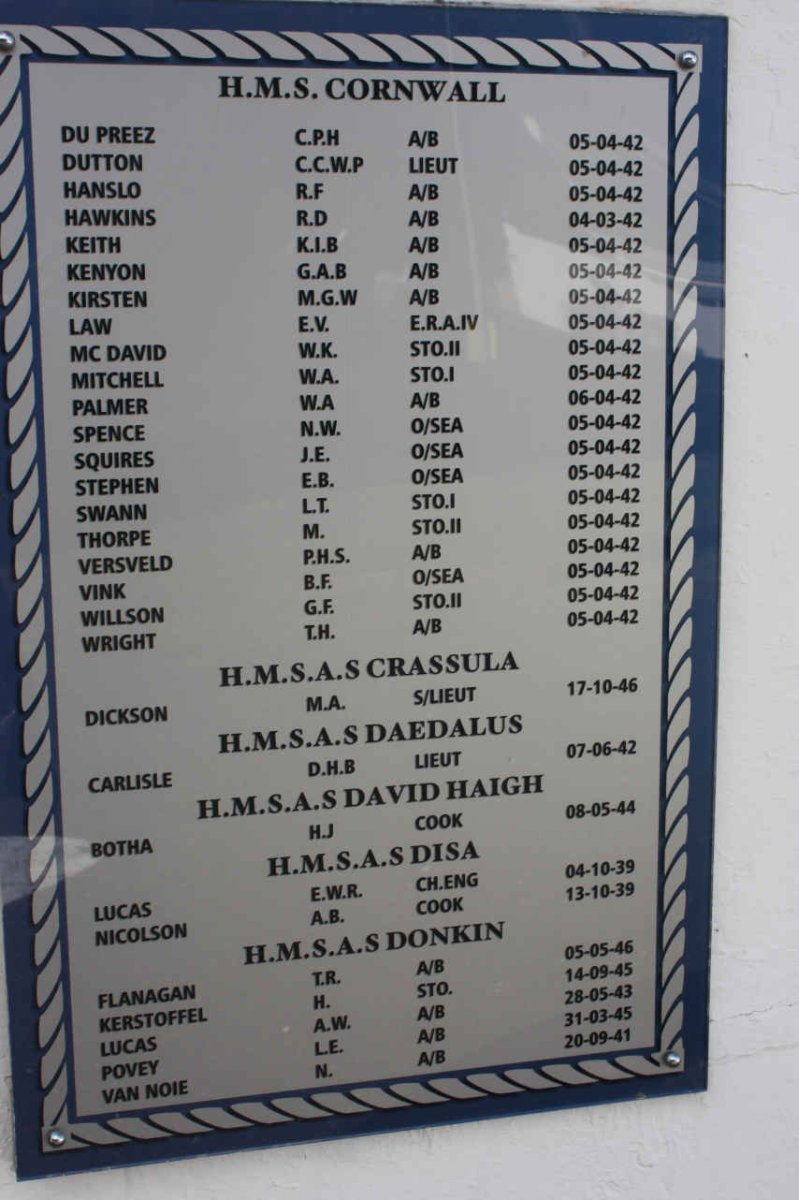 H.M.S. CORNWALL
DU PREEZ C.P.H A/B 05-04-42
DUTTON C.C.W.P LIEUT 05-04-42
HANSLO R.F A/B 05-04-42
HAWKINS R.D A/B 04-03-42
KEITH K.I.B A/B 05-04-42
KENYON G.A.B A/B 05-04-42
KIRSTEN M.G.W A/B 05-04-42
LAW E.V. E.R.A.IV 05-04-42
MC DAVID W.K. STO.II 05-04-42
MITCHELL W.A. STO.I 05-04-42
PALMER W.A A/B 06-04-42
SPENCE N.W. O/SEA 05-04-42
SQUIRES J.E. O/SEA 05-04-42
STEPHEN E.B. O/SEA 05-04-42
SWANN L.T. STO.I 05-04-42
THORPE M. STO.II 05-04-42
VERSVELD P.H.S. A/B 05-04-42
VINK B.F. O/SEA 05-04-42
WILLSON G.F. STO.II 05-04-42
WRIGHT T.H. A/B 05-04-42
H.M.S.A.S CRASSULA
DICKSON M.A. S/LIEUT 17-10-46
H.M.S.A.S DAEDALUS
CARLISLE D.H.B LIEUT 07-06-42
H.M.S.A.S DAVID HAIGH
BOTHA H.J COOK 08-05-44
H.M.S.A.S DISA
LUCAS E.W.R. CH.ENG 04-10-39
NICOLSON A.B. COOK 13-10-39
H.M.S.A.S DONKIN
FLANAGAN T.R. A/B 05-05-46
KERSTOFFEL H. STO. 14-09-45
LUCAS A.W. A/B 28-05-43
POVEY L.E. A/B 31-03-45
VAN NOIE N. A/B 20-09-41